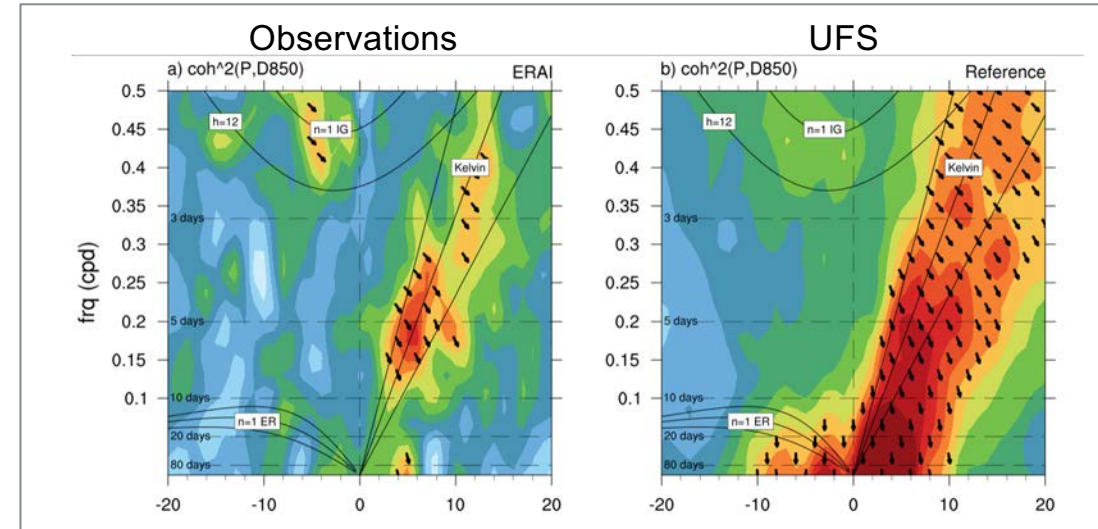 Observations
UFS
a) coh^2(P,D850)
ERAI
b) coh^2(P,D850)
Reference
frq (cpd)
0.5
0.45
0.4
0.35
0.3
0.25
0.2
0.15
0.1
h=12
n=1 IG
Kelvin
3 days
5 days
10 days
n=1 ER
20 days
80 days
-20
-10
0
10
20
0.5
0.45
0.4
0.35
0.3
0.25
0.2
0.15
0.1
h=12
n=1 IG
Kelvin
3 days
5 days
10 days
n=1 ER
20 days
80 days
-20
-10
0
10
20